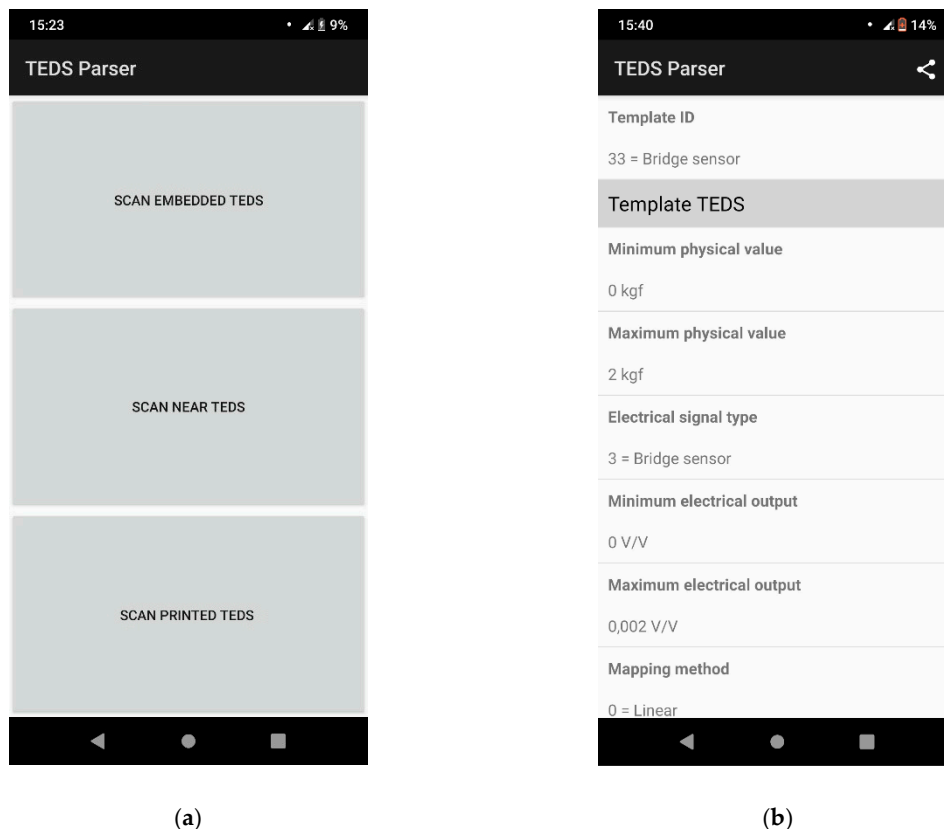 15:23
9%
TEDS Parser
SCAN EMBEDDED TEDS
SCAN NEAR TEDS
SCAN PRINTED TEDS
(a)
15:40
14%
TEDS Parser
Template ID
33 = Bridge sensor
Template TEDS
Minimum physical value
0 kgf
Maximum physical value
2 kgf
Electrical signal type
3 = Bridge sensor
Minimum electrical output
0 V/V
Maximum electrical output
0,002 V/V
Mapping method
0 = Linear
(b)